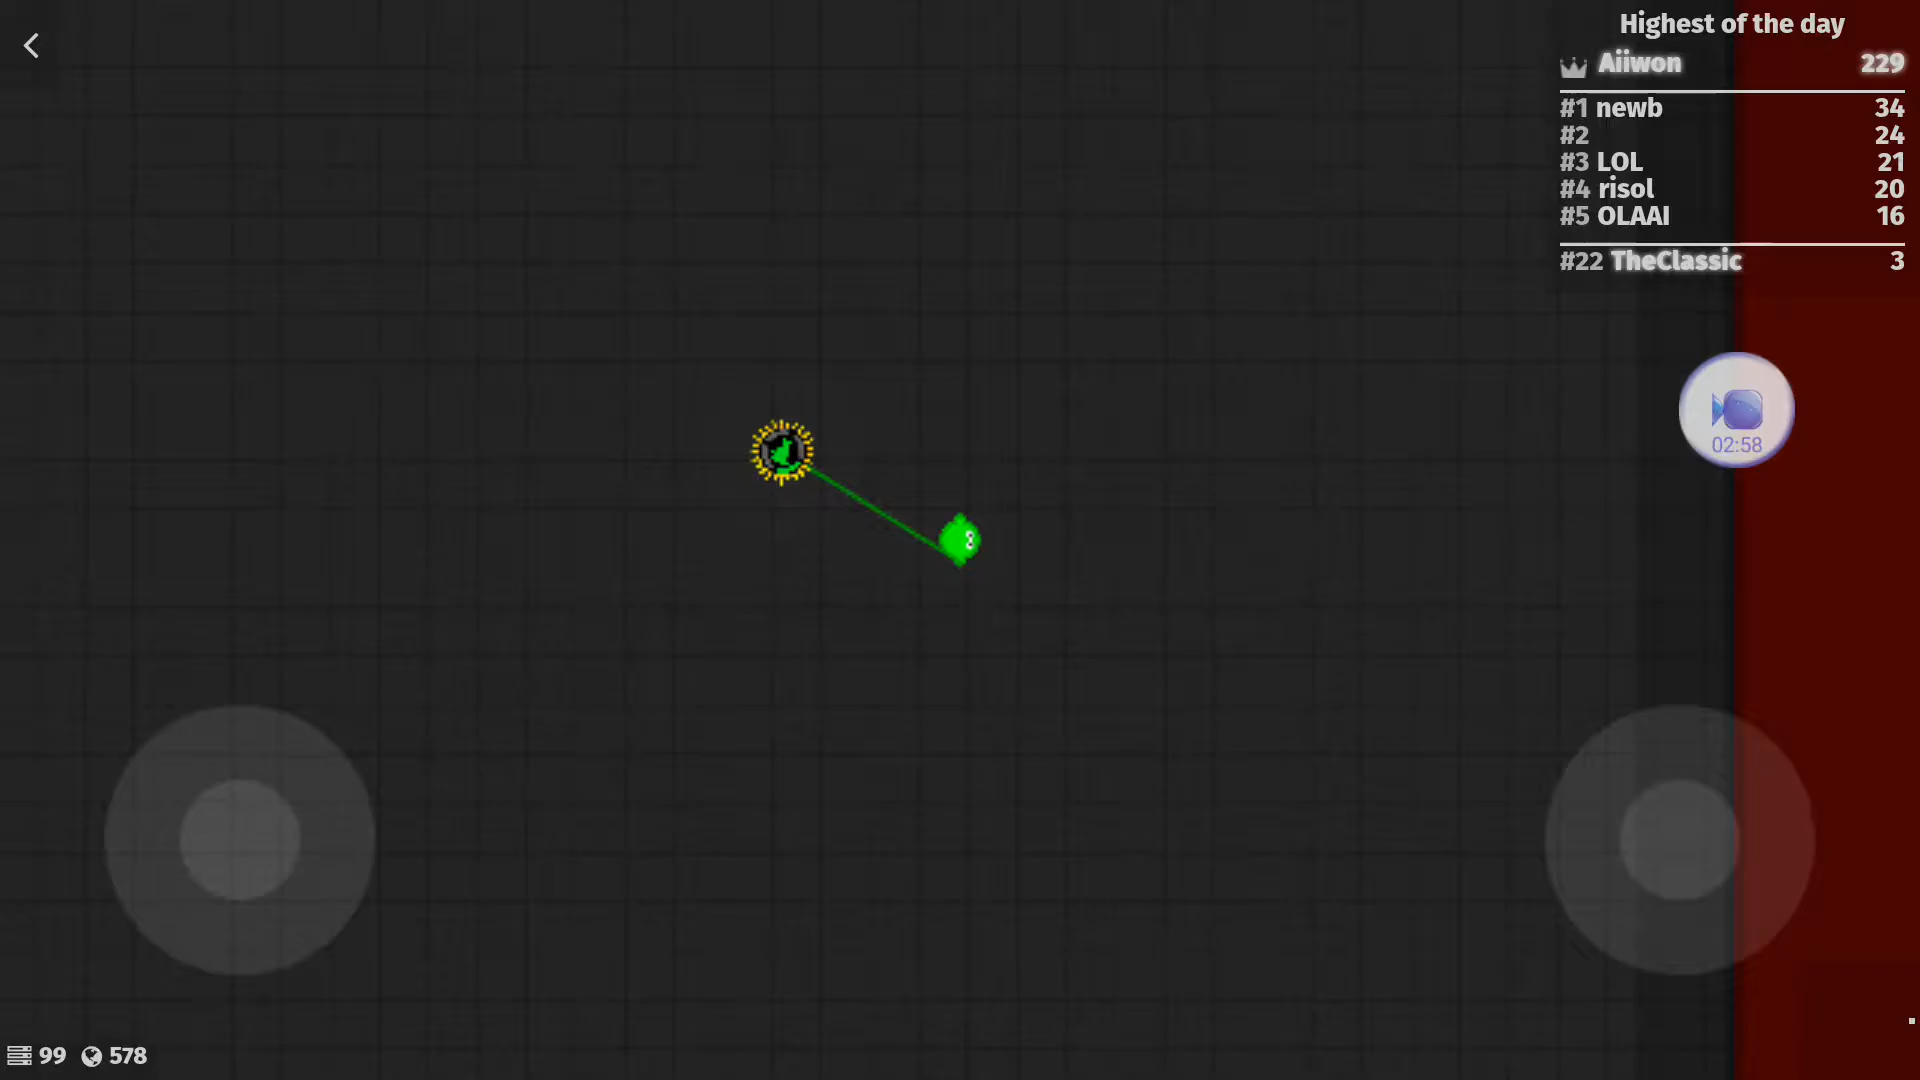 Highest of the day
Aiiwon 229
#1 newb 34
#2 24
#3 LOL 21
#4 risol 20
#5 OLAAI 16
#22 TheClassic 3
02:58
3
99 578